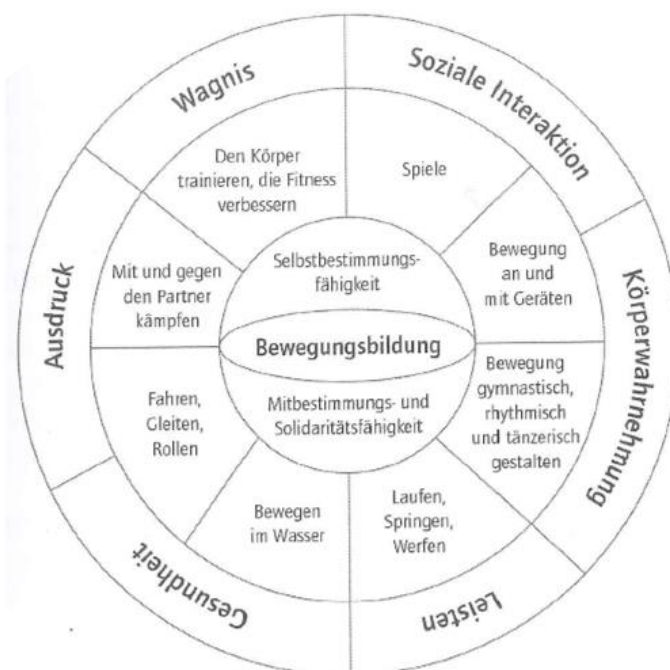 Wagnis
Soziale Interaktion
Den Körper
trainieren, die Fitness
verbessern
Spiele
Selbstbestimmungs-
fähigkeit
Mit und gegen
den Partner
kämpfen
Bewegung
an und
mit Geräten
Ausdruck
Körperwahrnehmung
Bewegungsbildung
Mitbestimmungs- und
Solidaritätsfähigkeit
Fahren,
Gleiten,
Rollen
Bewegung
gymnastisch,
rhythmisch
und tänzerisch
gestalten
Bewegen
im Wasser
Laufen,
Springen,
Werfen
Gesundheit
Leisten